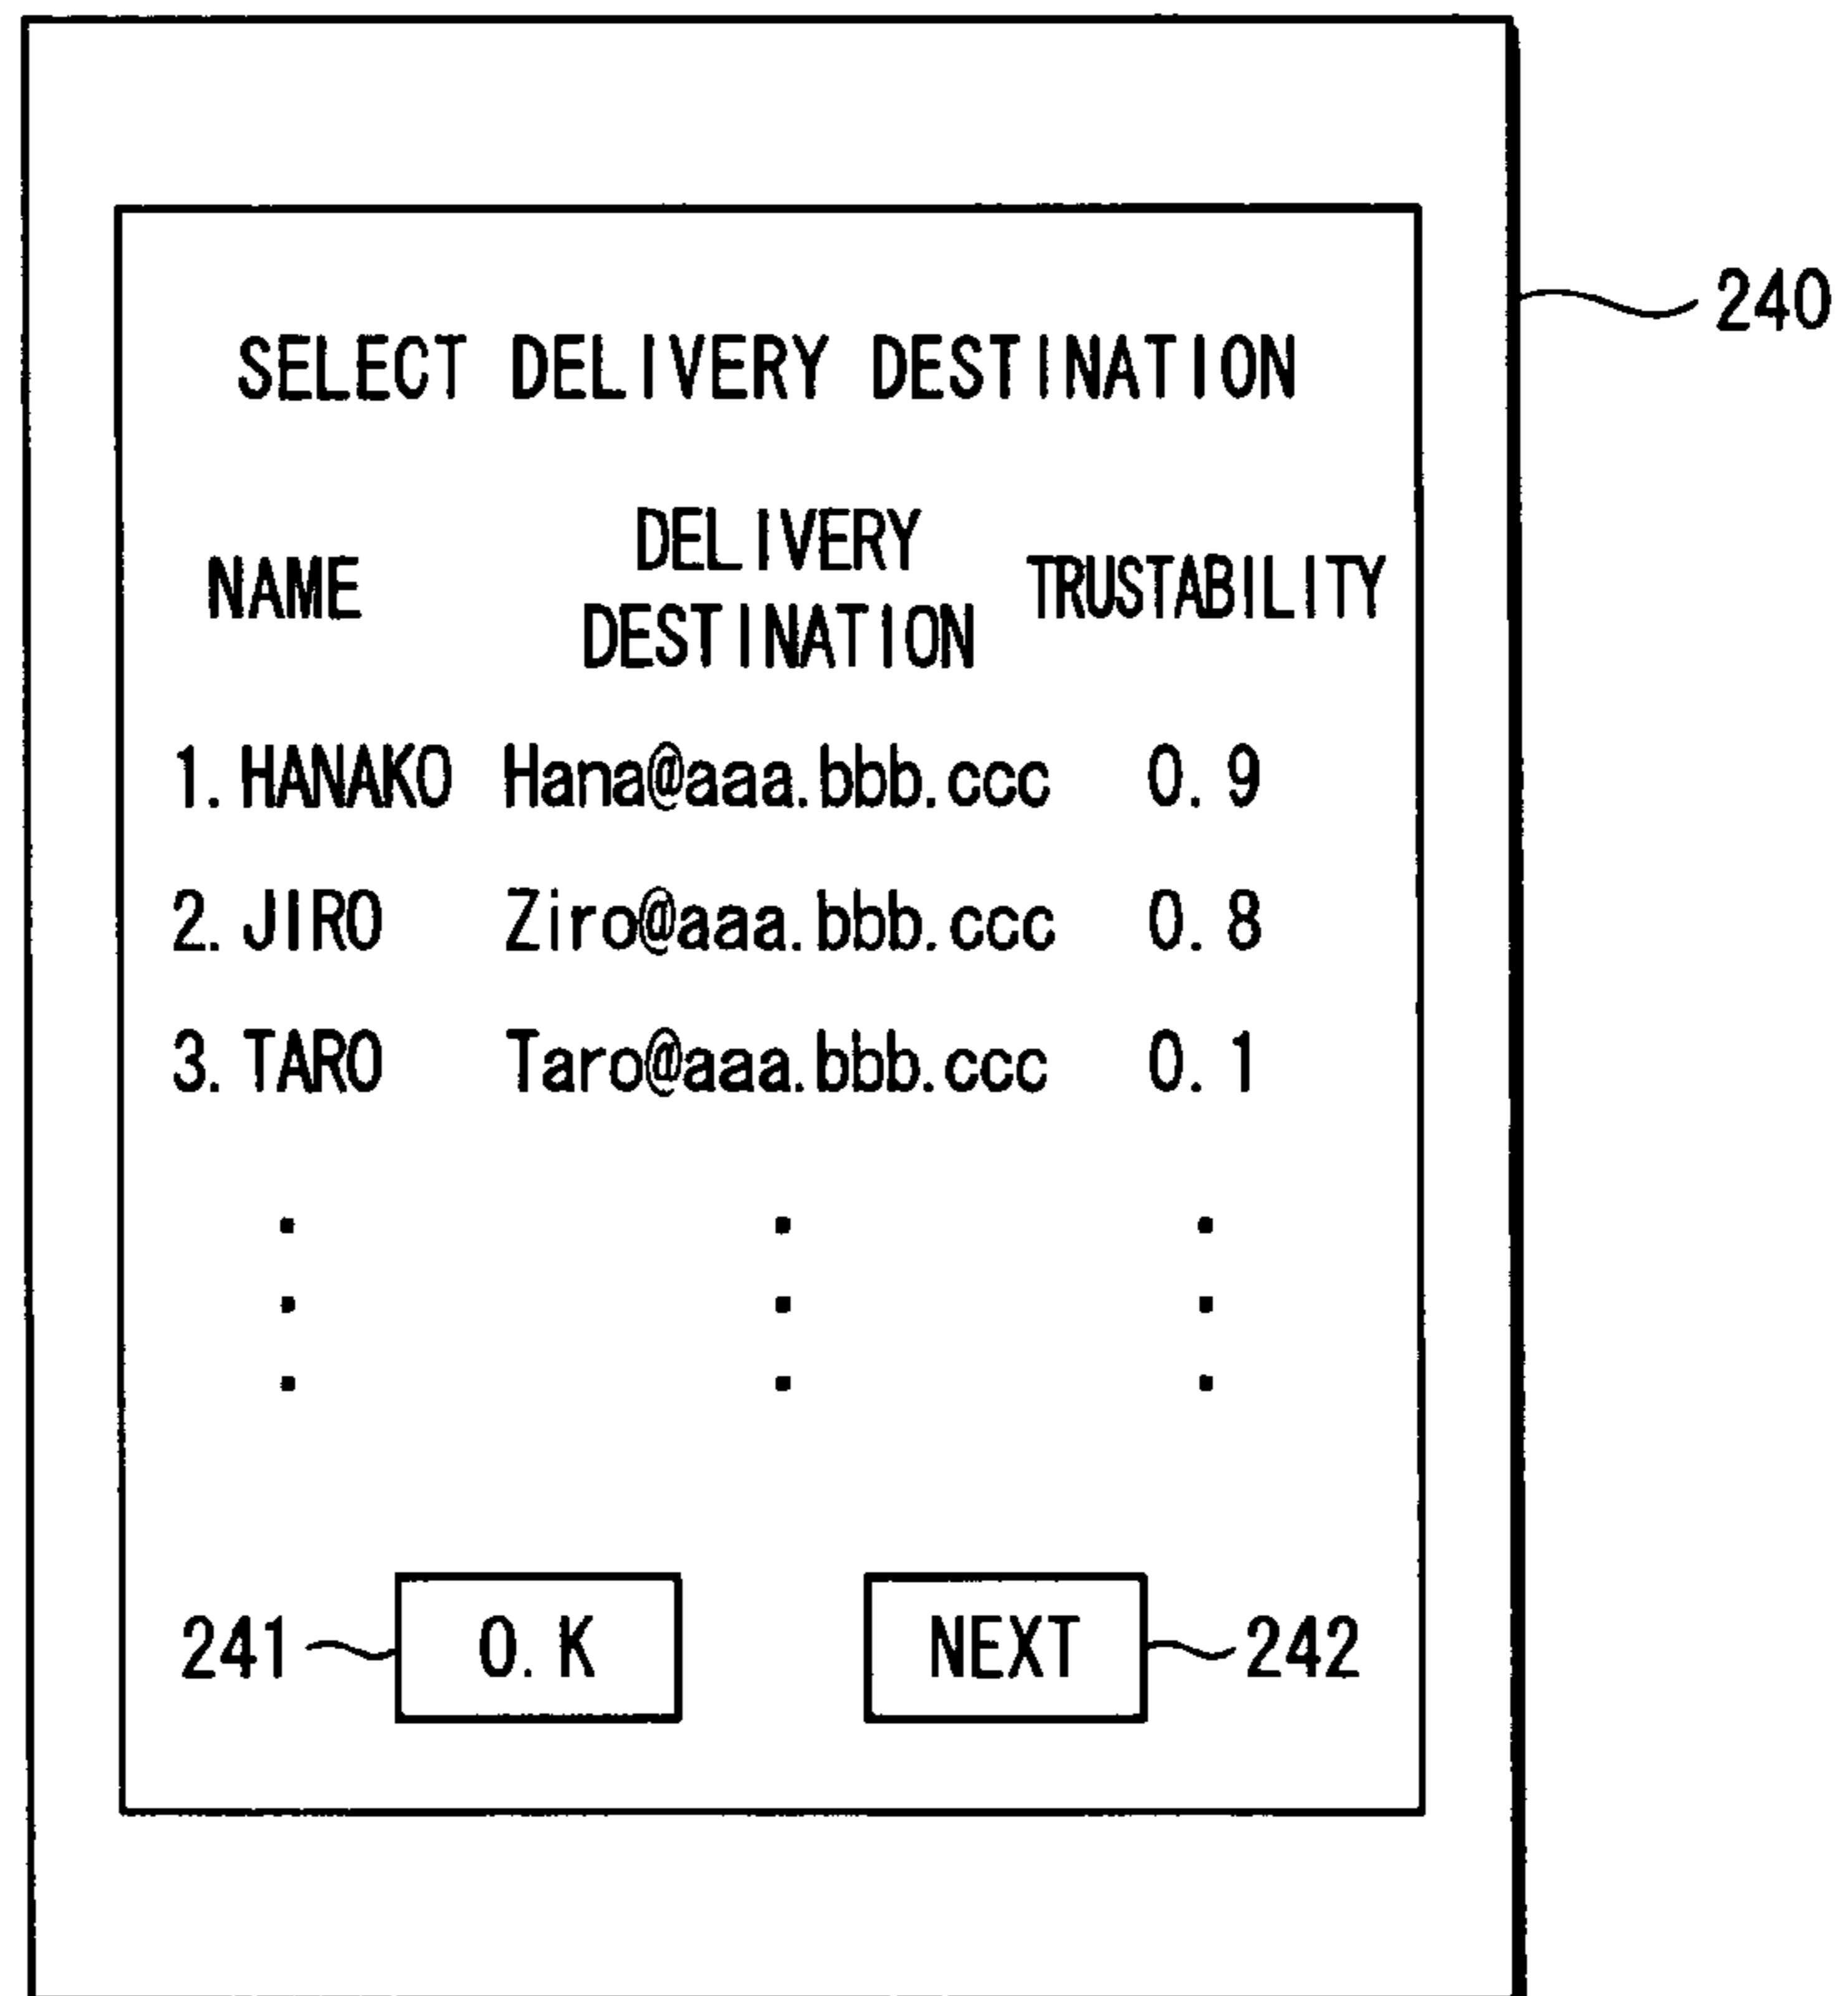 240
SELECT DELIVERY DESTINATION
NAME DELIVERY DESTINATION TRUSTABILITY
1. HANAKO Hana@aaa.bbb.ccc 0.9
2. JIRO Ziro@aaa.bbb.ccc 0.8
3. TARO Taro@aaa.bbb.ccc 0.1
241 O.K NEXT 242